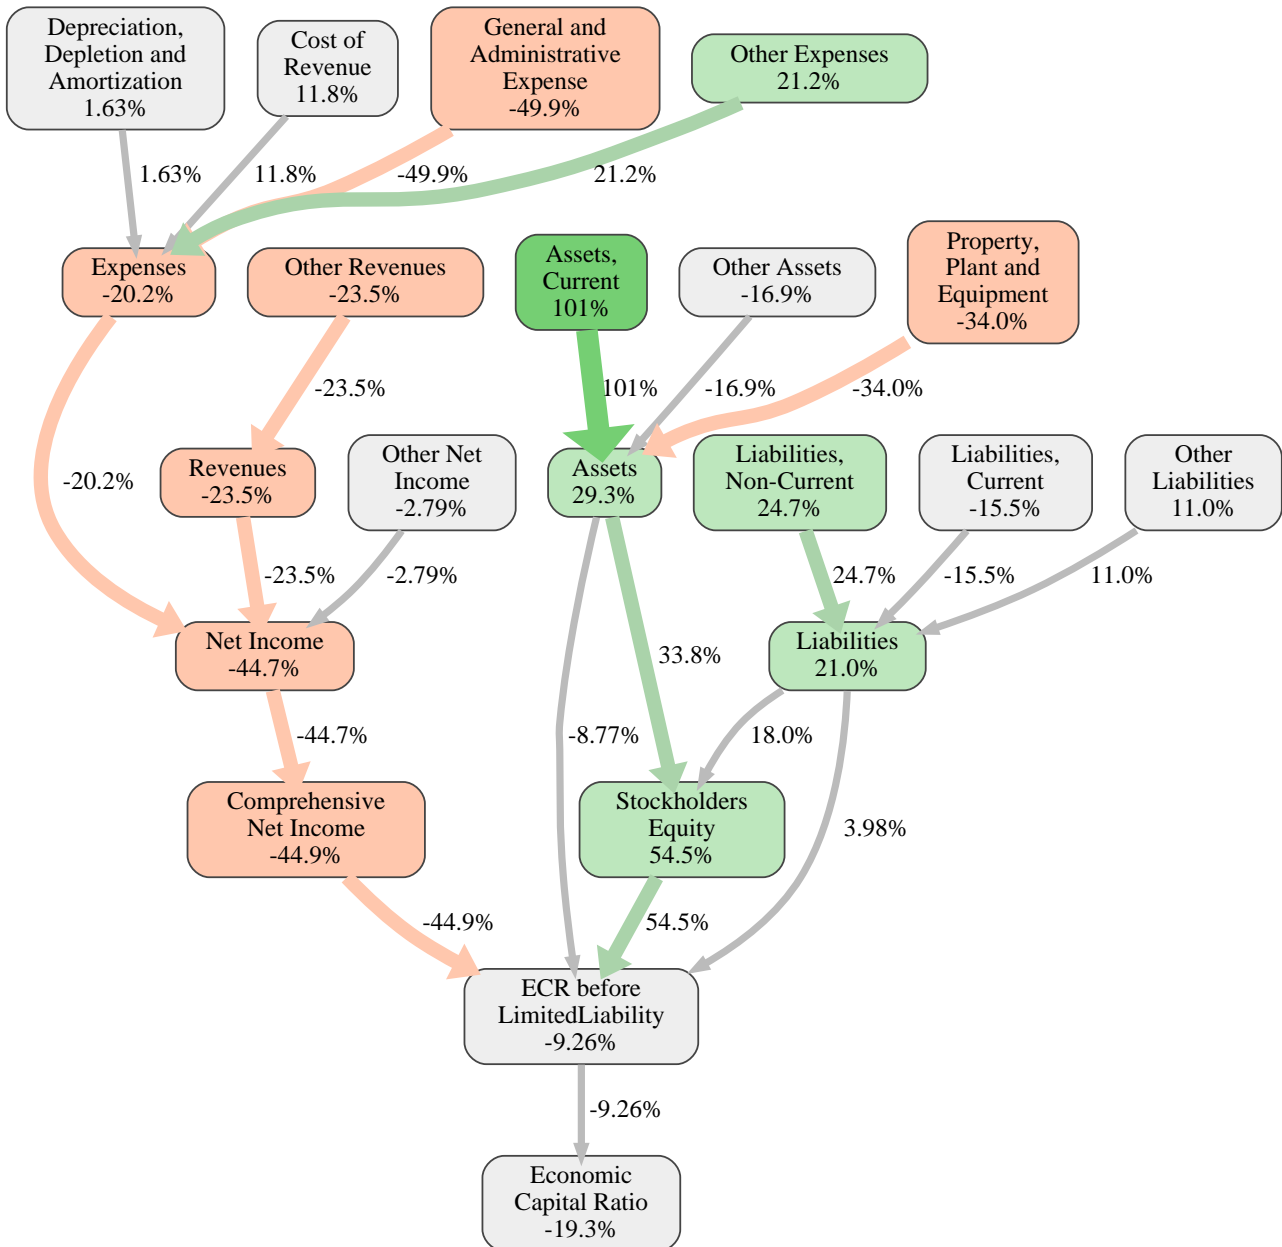 Depreciation,
Depletion and
Amortization
1.63%
Cost of
Revenue
11.8%
General and
Administrative
Expense
-49.9%
Other Expenses
21.2%
1.63%
11.8%
-49.9%
21.2%
Expenses
-20.2%
Other Revenues
-23.5%
Assets,
Current
101%
Other Assets
-16.9%
Property,
Plant and
Equipment
-34.0%
-23.5%
101%
-16.9%
-34.0%
-20.2%
Revenues
-23.5%
Other Net
Income
-2.79%
Assets
29.3%
Liabilities,
Non-Current
24.7%
Liabilities,
Current
-15.5%
Other
Liabilities
11.0%
-23.5%
-2.79%
24.7%
-15.5%
11.0%
Net Income
-44.7%
33.8%
Liabilities
21.0%
-44.7%
-8.77%
18.0%
Comprehensive
Net Income
-44.9%
Stockholders
Equity
54.5%
3.98%
-44.9%
54.5%
ECR before
LimitedLiability
-9.26%
-9.26%
Economic
Capital Ratio
-19.3%